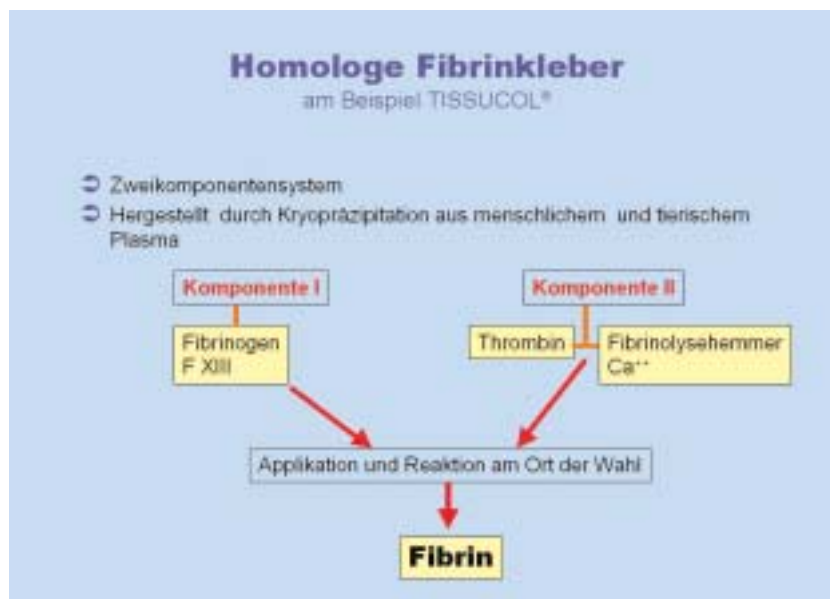 Homologe Fibrinkleber
am Beispiel TISSUCOL®
Zweikomponentensystem
Hergestellt durch Kryopräzipitation aus menschlichem und tierischem
Plasma
Komponente I
Komponente II
Fibrinogen
F XIII
Thrombin
Fibrinolysehemmer
Ca⁺⁺
Applikation und Reaktion am Ort der Wahl
Fibrin